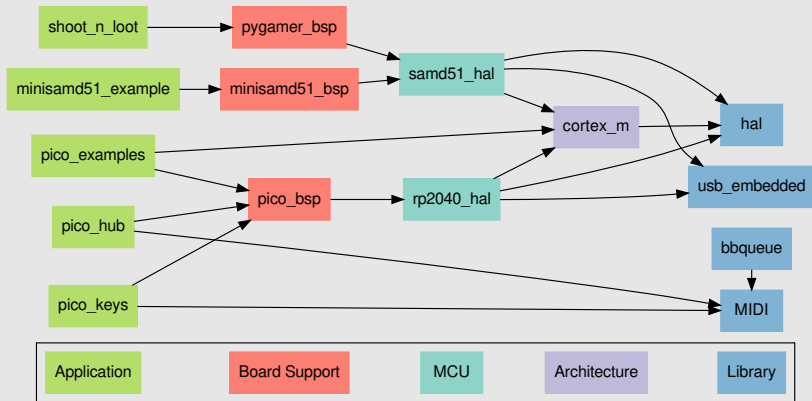 shoot_n_loot
pygamer_bsp
samd51_hal
minisamd51_example
minisamd51_bsp
cortex_m
hal
pico_examples
pico_bsp
rp2040_hal
usb_embedded
pico_hub
bbqueue
pico_keys
MIDI
Application
Board Support
MCU
Architecture
Library